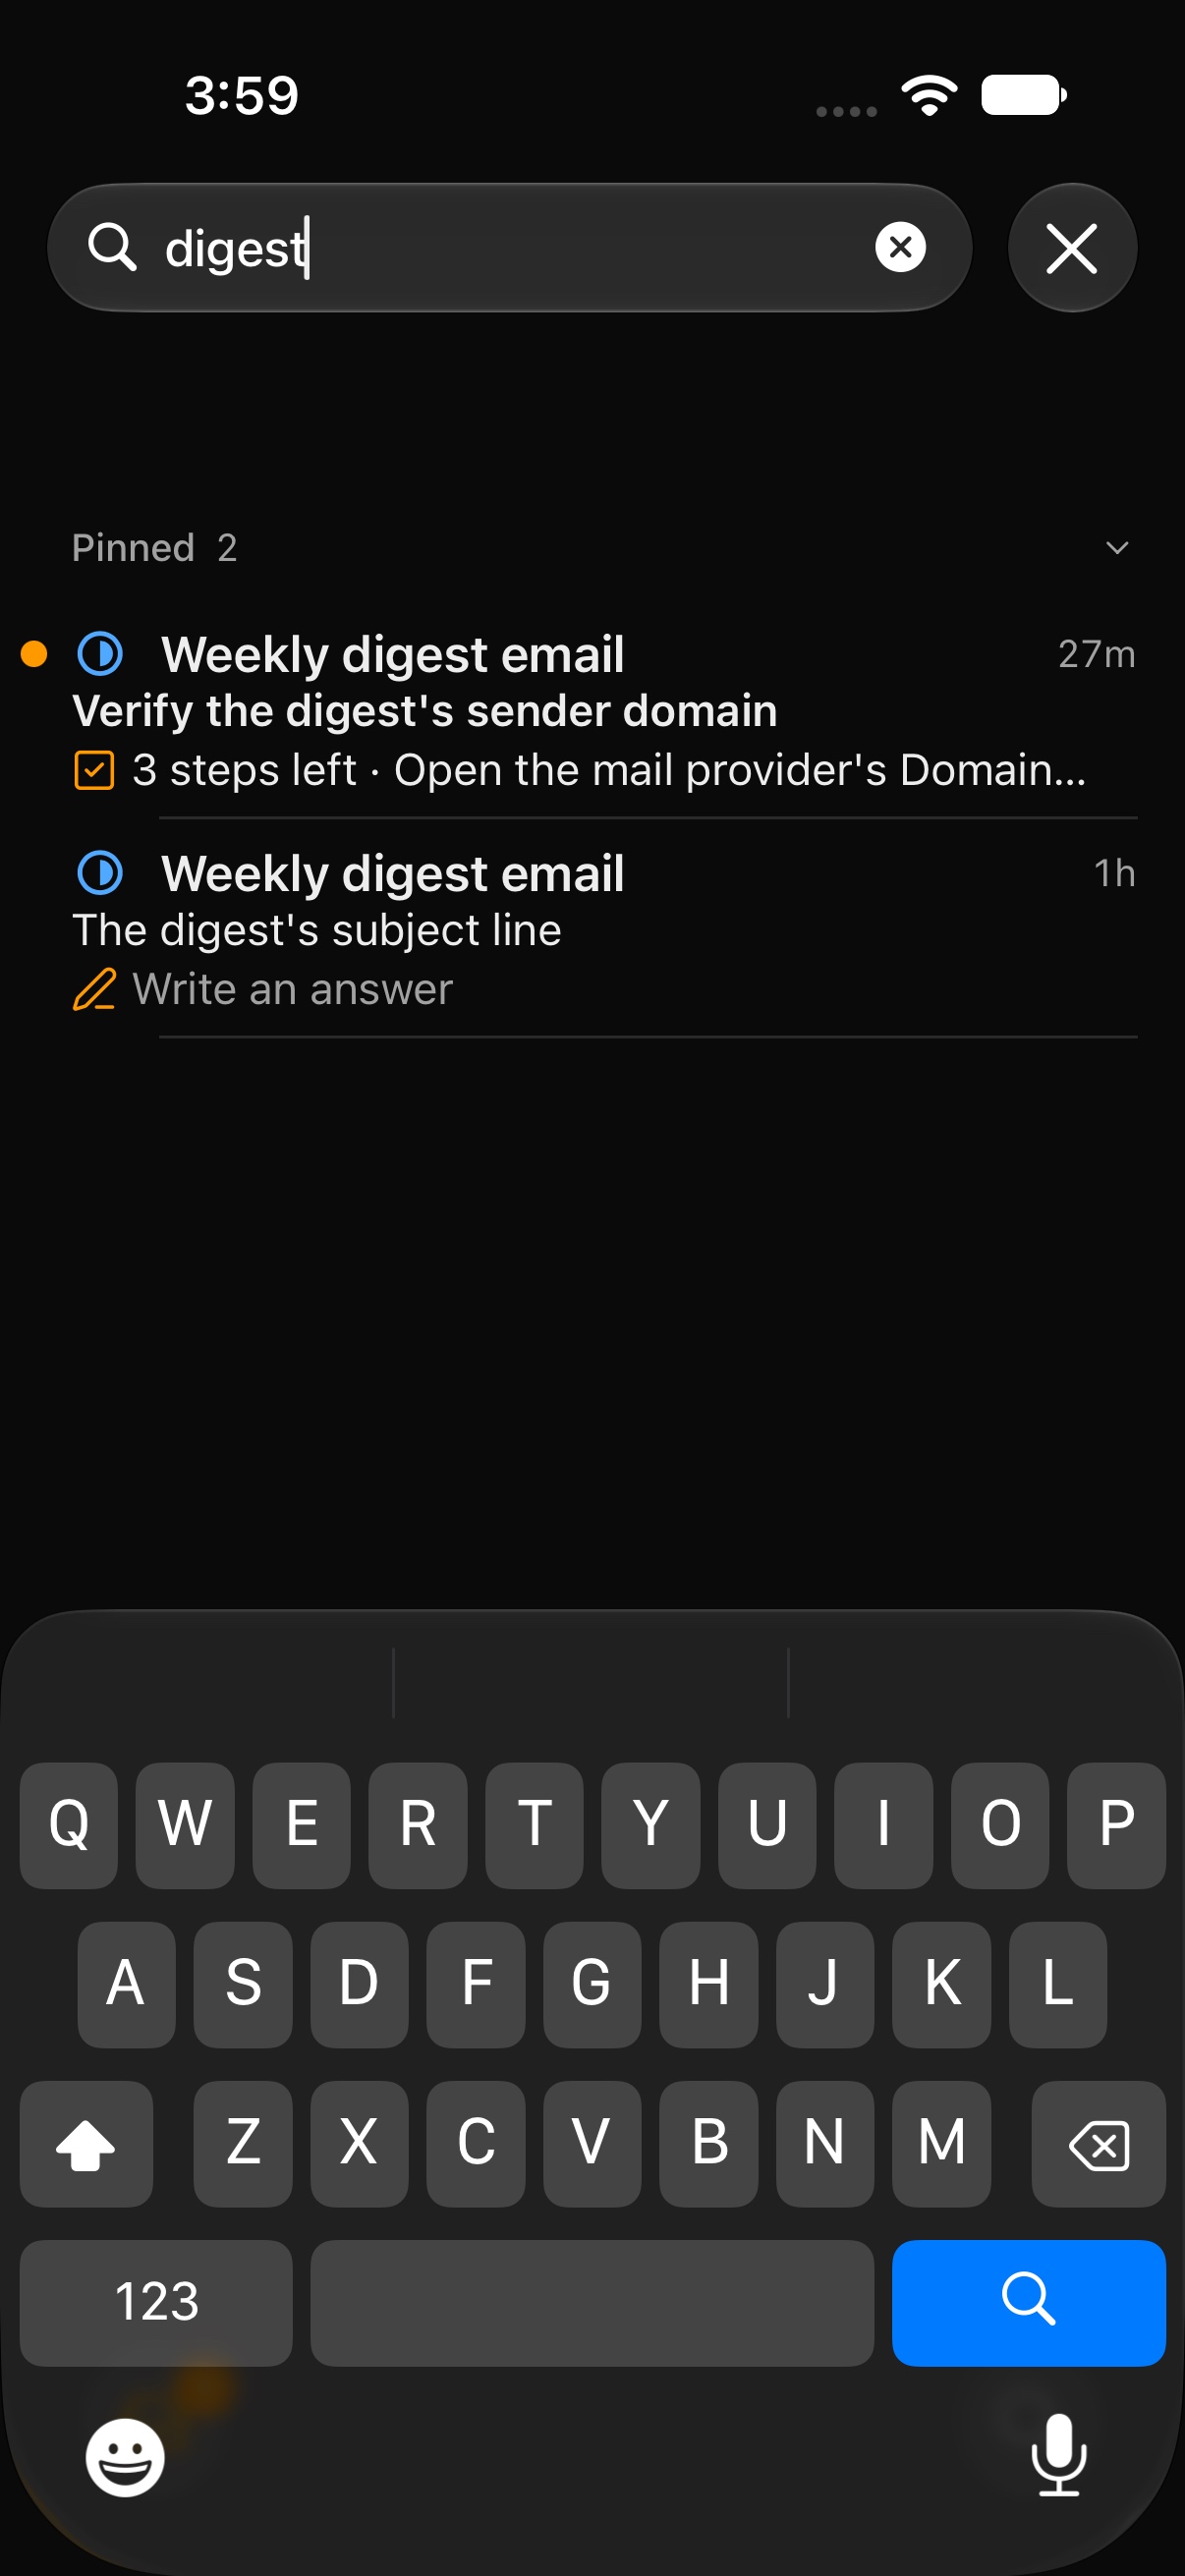 3:59
digest
Pinned 2
Weekly digest email 27m
Verify the digest's sender domain
3 steps left · Open the mail provider's Domain...
Weekly digest email 1h
The digest's subject line
Write an answer
Q W E R T Y U I O P
A S D F G H J K L
Z X C V B N M
123